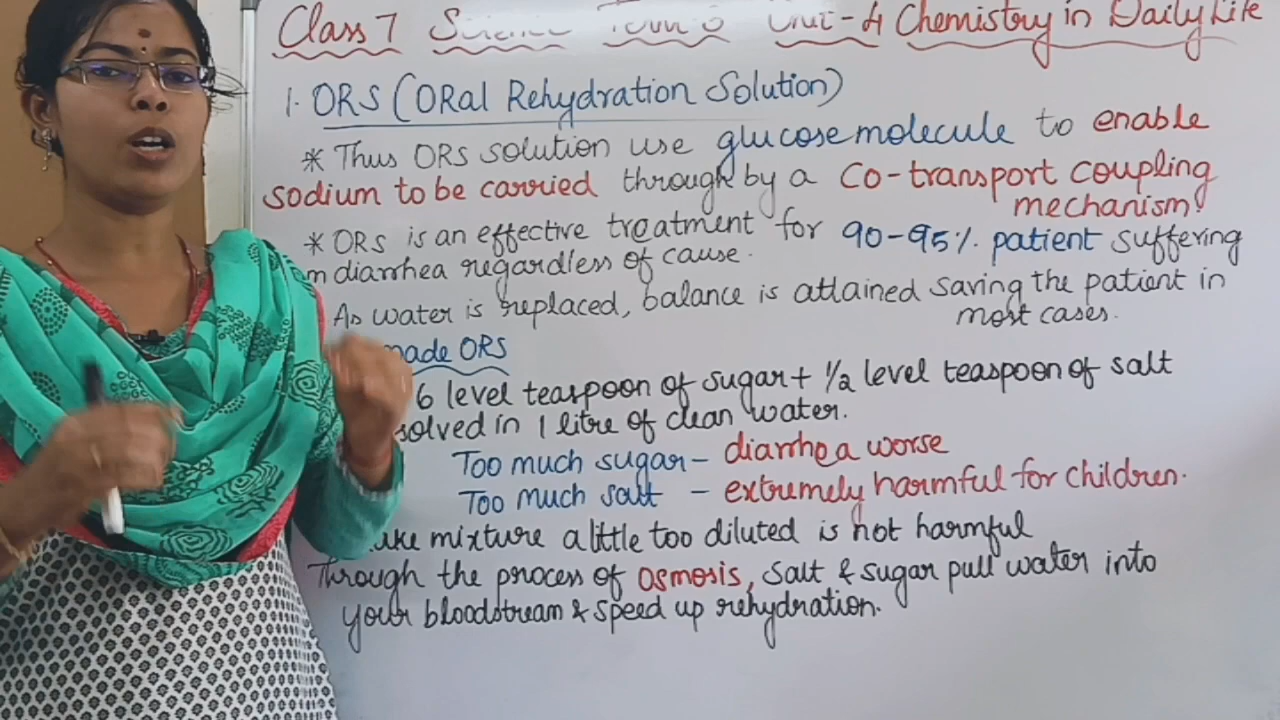 Class 7 Science Term 3 Unit-4 Chemistry in Daily Life
1. ORS (ORal Rehydration Solution)
* Thus ORS solution use glucose molecule to enable
sodium to be carried through by a Co-transport coupling
mechanism.
* ORS is an effective treatment for 90-95% patient suffering
diarrhea regardless of cause.
As water is replaced, balance is attained saving the patient in
most cases.
made ORS
6 level teaspoon of sugar + 1/2 level teaspoon of salt
solved in 1 litre of clean water.
Too much sugar - diarrhea worse
Too much salt - extremely harmful for children.
mixture a little too diluted is not harmful
Through the process of Osmosis, salt & sugar pull water into
your bloodstream & speed up rehydration.